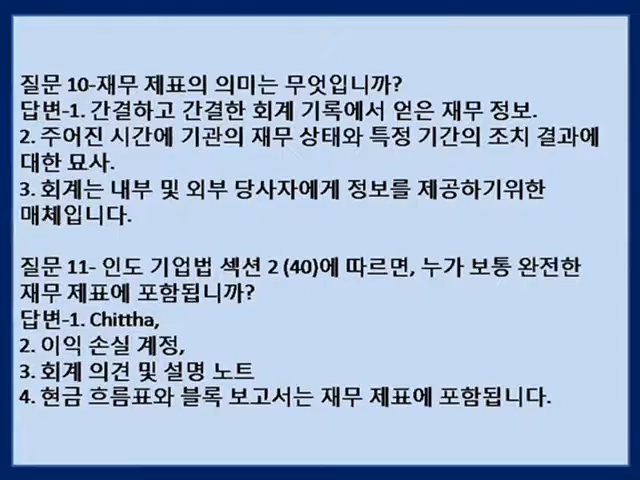 질문 10-재무 제표의 의미는 무엇입니까?
답변-1. 간결하고 간결한 회계 기록에서 얻은 재무 정보.
2. 주어진 시간에 기관의 재무 상태와 특정 기간의 조치 결과에
대한 묘사.
3. 회계는 내부 및 외부 당사자에게 정보를 제공하기위한
매체입니다.
질문 11- 인도 기업법 섹션 2 (40)에 따르면, 누가 보통 완전한
재무 제표에 포함됩니까?
답변-1. Chittha,
2. 이익 손실 계정,
3. 회계 의견 및 설명 노트
4. 현금 흐름표와 블록 보고서는 재무 제표에 포함됩니다.